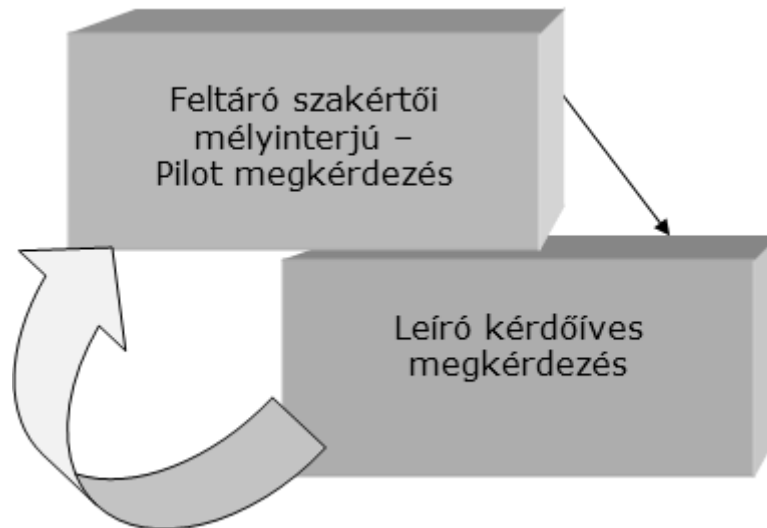 Feltáró szakértői
mélyinterjú –
Pilot megkérdezés
Leíró kérdőíves
megkérdezés